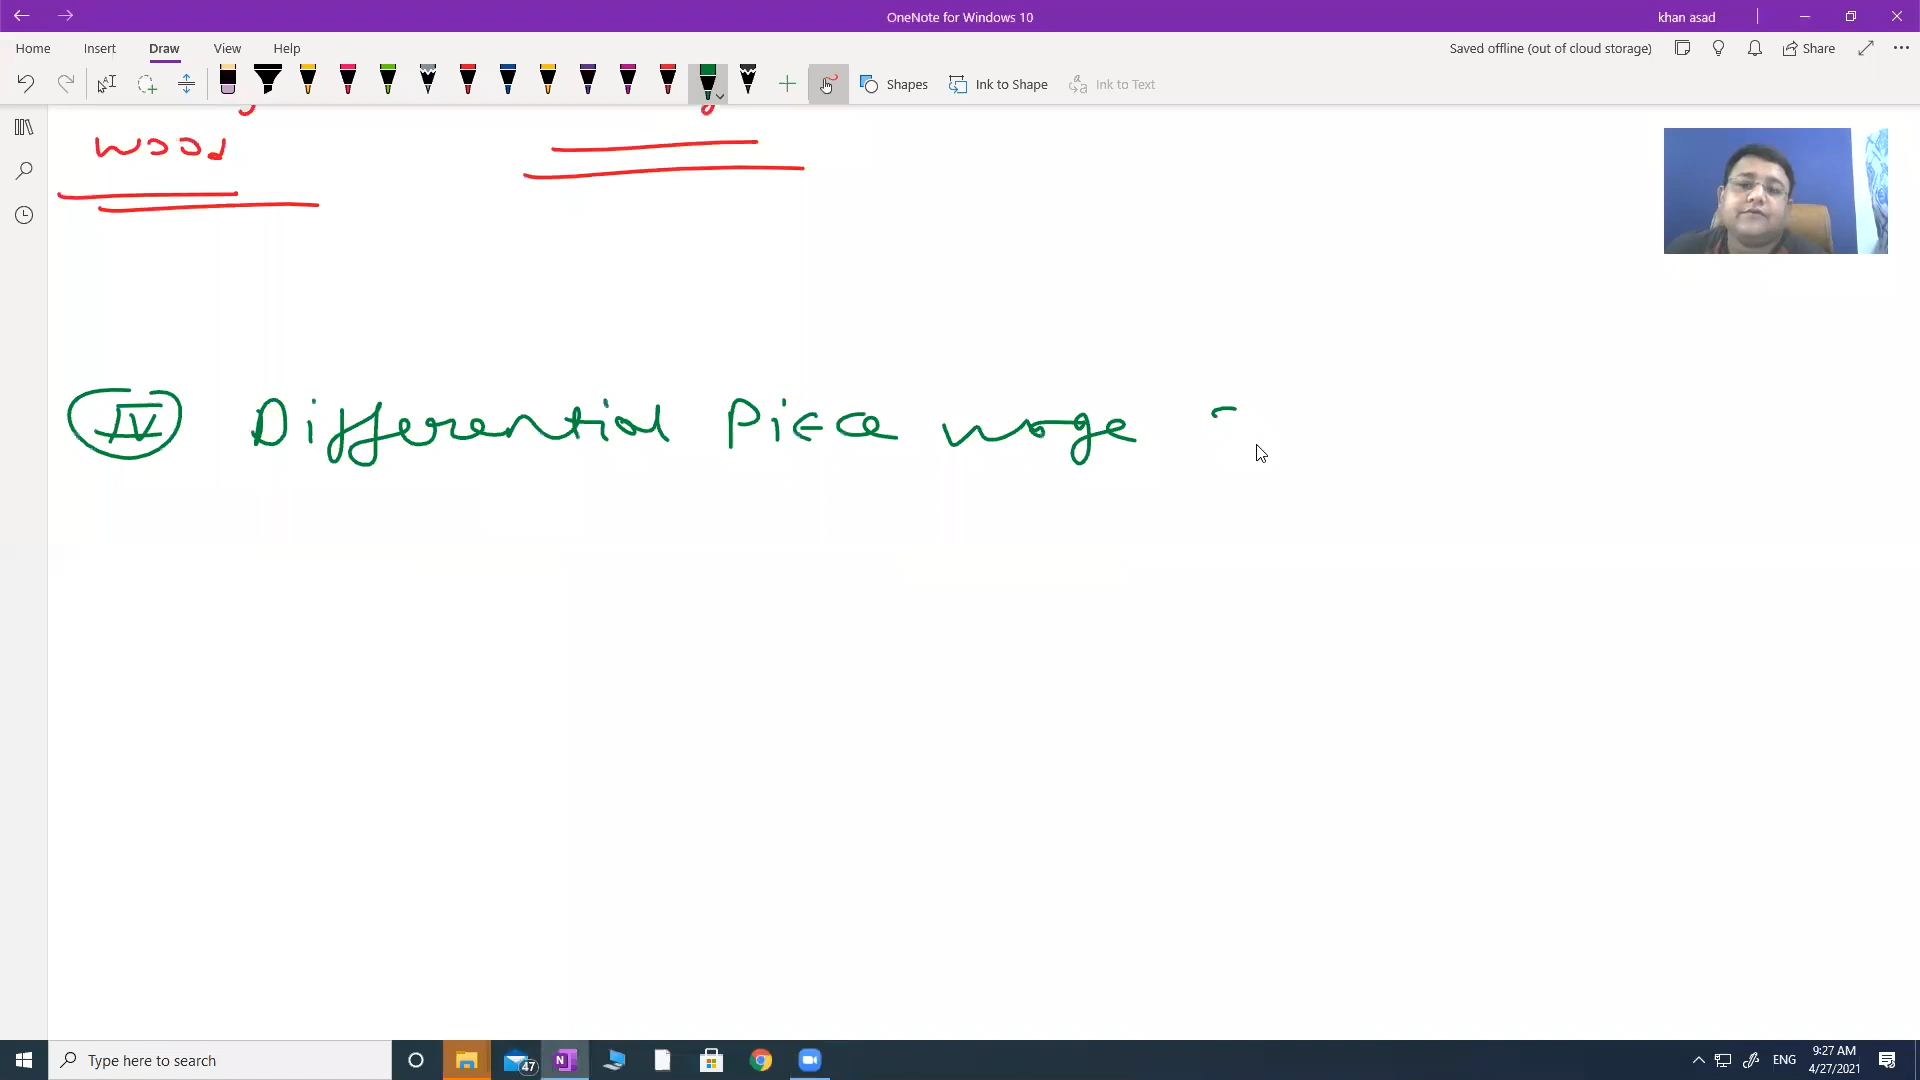 OneNote for Windows 10
khan asad
Home Insert Draw View Help
Saved offline (out of cloud storage)
Share
Shapes
Ink to Shape
Ink to Text
wood
IV Differential Piece wage
Type here to search
47
ENG
9:27 AM
4/27/2021